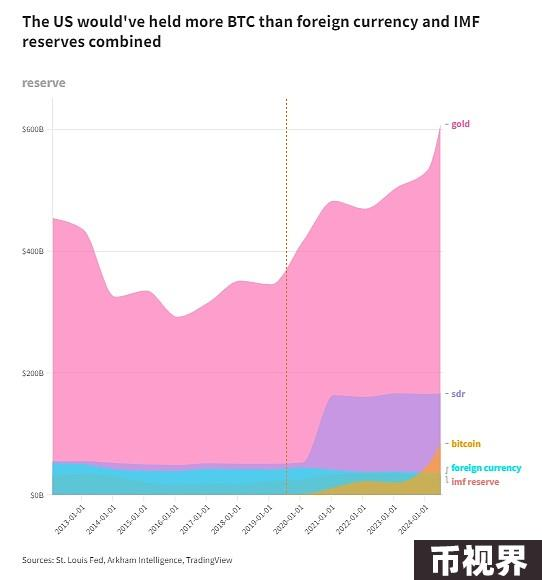 The US would've held more BTC than foreign currency and IMF
reserves combined
reserve
gold
$600B
$400B
$200B
sdr
bitcoin
foreign currency
imf reserve
$0B
2013-01-01
2014-01-01
2015-01-01
2016-01-01
2017-01-01
2018-01-01
2019-01-01
2020-01-01
2021-01-01
2022-01-01
2023-01-01
2024-01-01
Sources: St. Louis Fed, Arkham Intelligence, TradingView
币视界